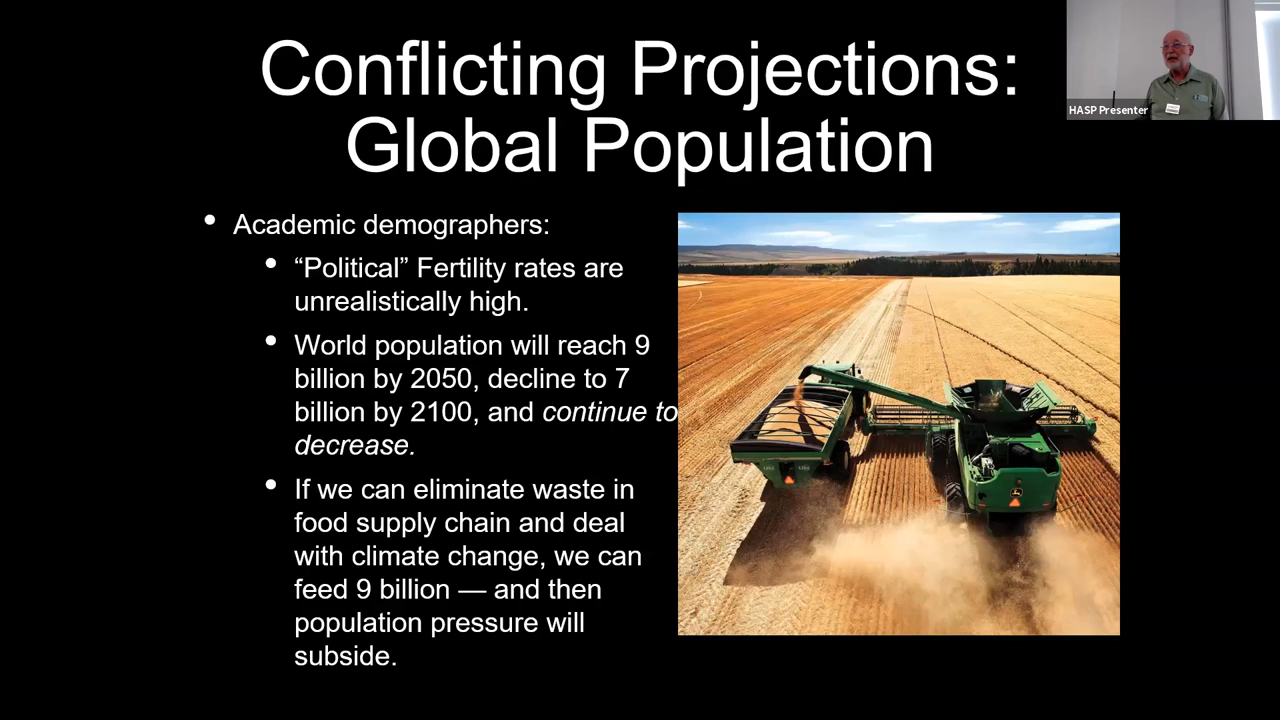 Conflicting Projections:
Global Population
HASP Presenter
• Academic demographers:
• “Political” Fertility rates are
unrealistically high.
• World population will reach 9
billion by 2050, decline to 7
billion by 2100, and continue to
decrease.
• If we can eliminate waste in
food supply chain and deal
with climate change, we can
feed 9 billion — and then
population pressure will
subside.